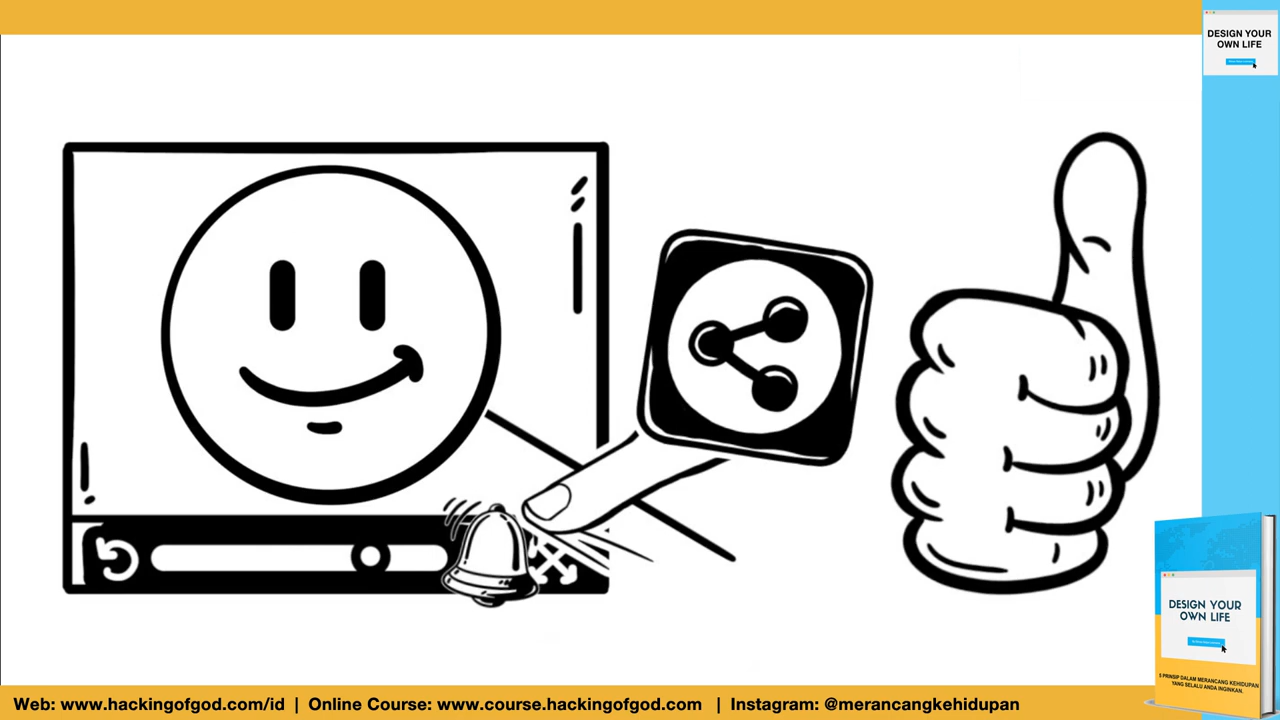 DESIGN YOUR
OWN LIFE
DESIGN YOUR
OWN LIFE
PRINSIP DALAM MERANCANG KEHIDUPAN
YANG SELALU ANDA INGINKAN.
Web: www.hackingofgod.com/id | Online Course: www.course.hackingofgod.com | Instagram: @merancangkehidupan